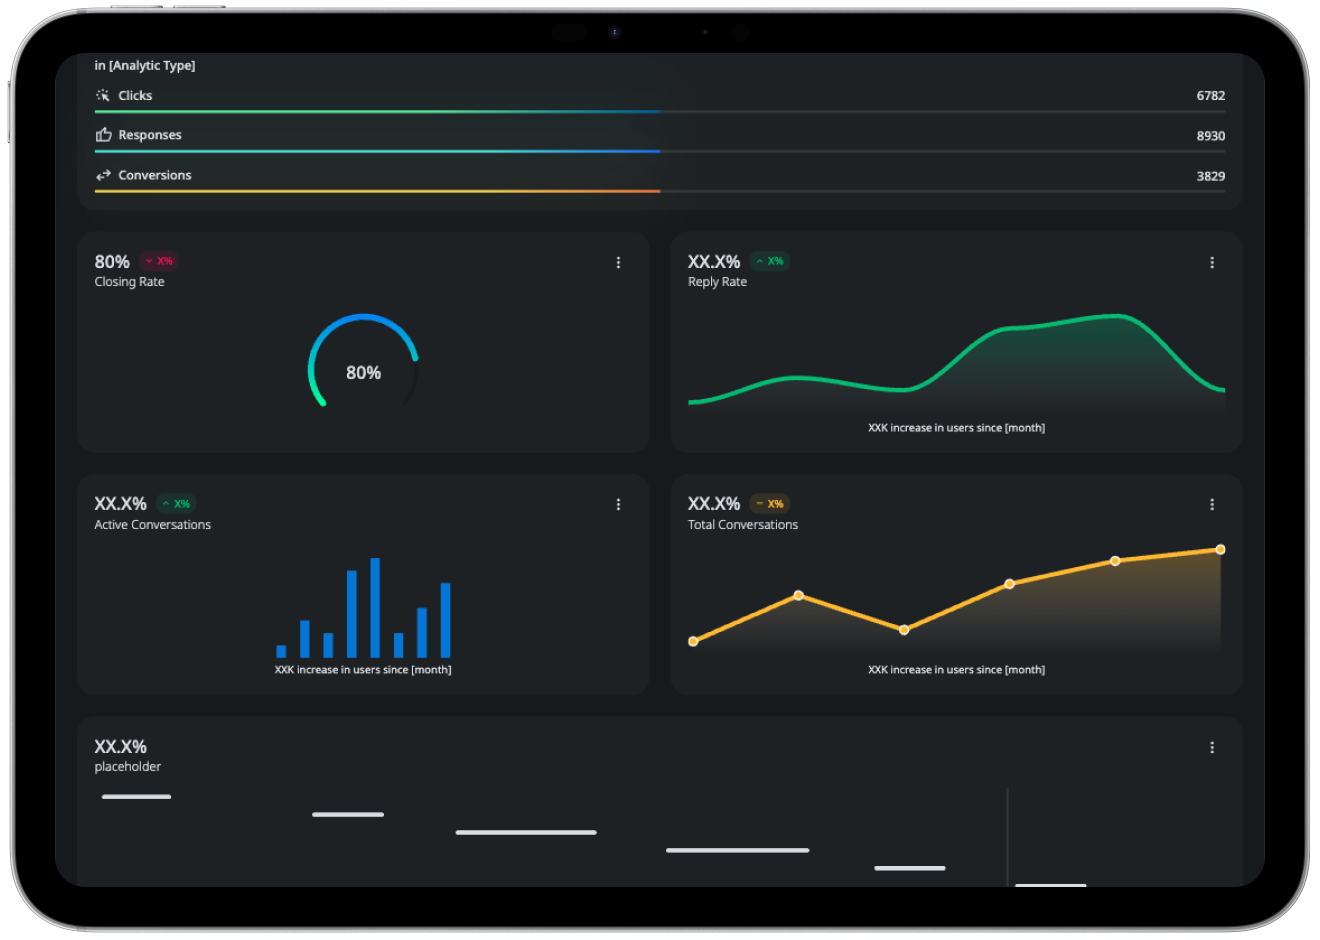 in [Analytic Type]
Clicks 6782
Responses 8930
Conversions 3829
80% X%
Closing Rate
80%
XX.X% X%
Reply Rate
XXK increase in users since [month]
XX.X% X%
Active Conversations
XXK increase in users since [month]
XX.X% X%
Total Conversations
XXK increase in users since [month]
XX.X%
placeholder